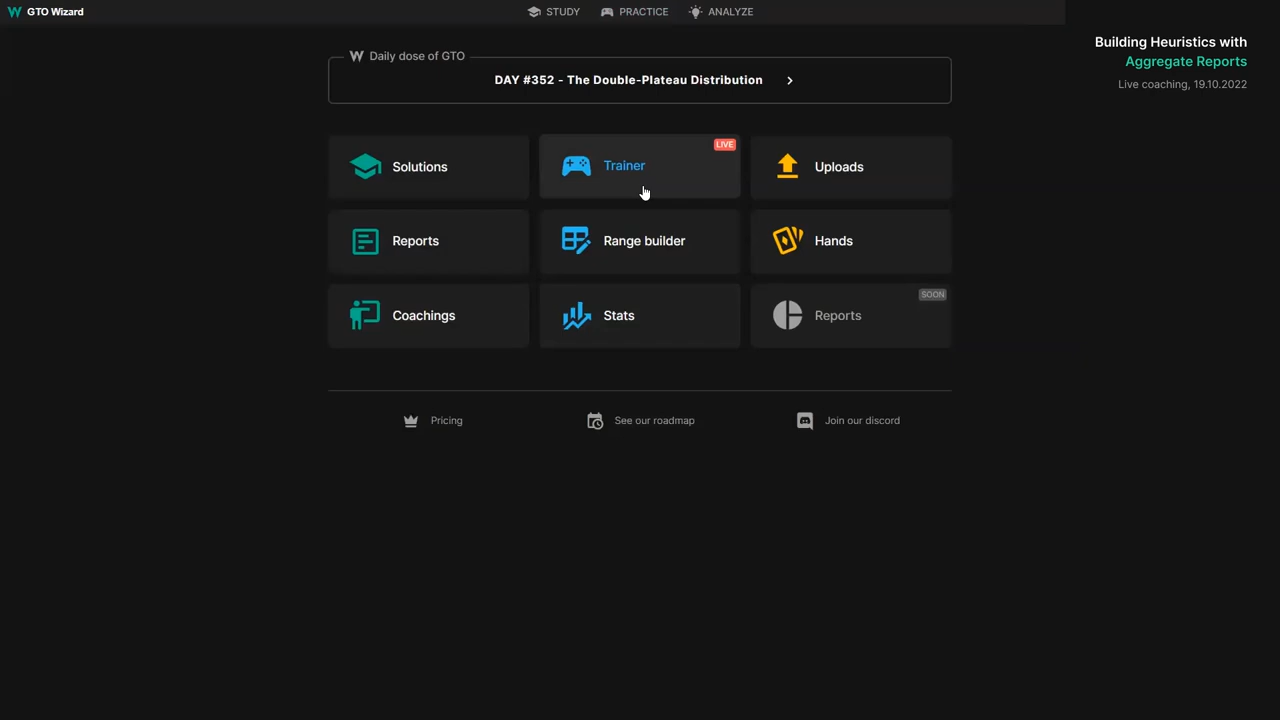 GTO Wizard
STUDY
PRACTICE
ANALYZE
Building Heuristics with
Aggregate Reports
Live coaching, 19.10.2022
Daily dose of GTO
DAY #352 - The Double-Plateau Distribution
Solutions
Trainer
LIVE
Uploads
Reports
Range builder
Hands
Coachings
Stats
Reports
SOON
Pricing
See our roadmap
Join our discord